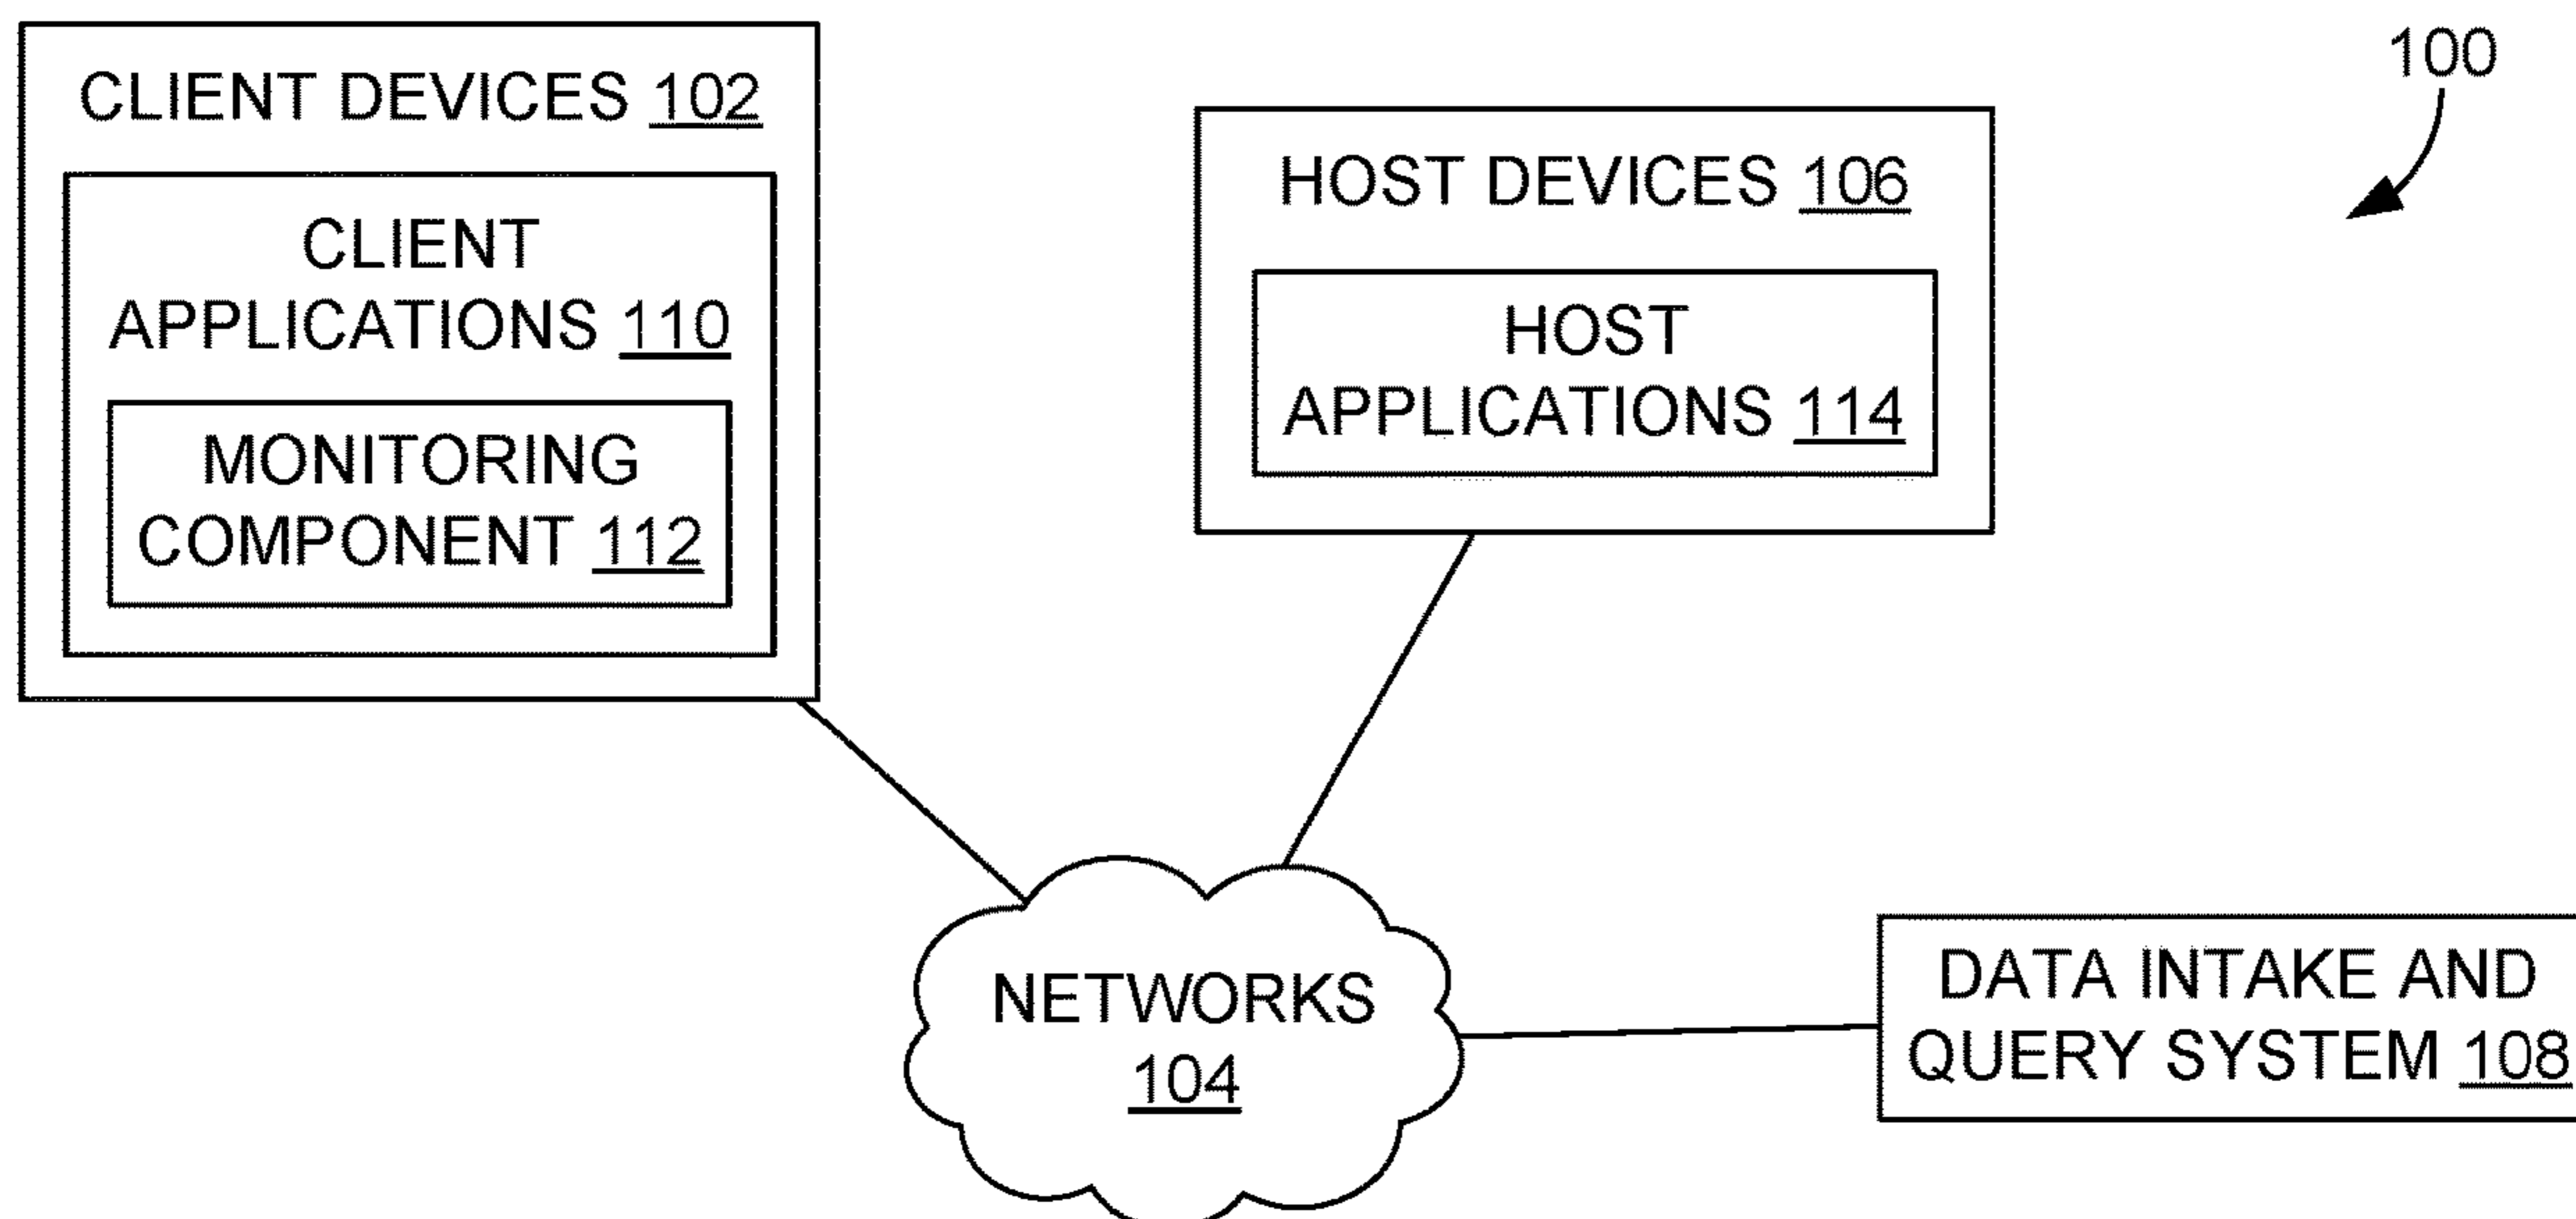 CLIENT DEVICES 102
CLIENT
APPLICATIONS 110
MONITORING
COMPONENT 112
HOST DEVICES 106
HOST
APPLICATIONS 114
100
NETWORKS
104
DATA INTAKE AND
QUERY SYSTEM 108